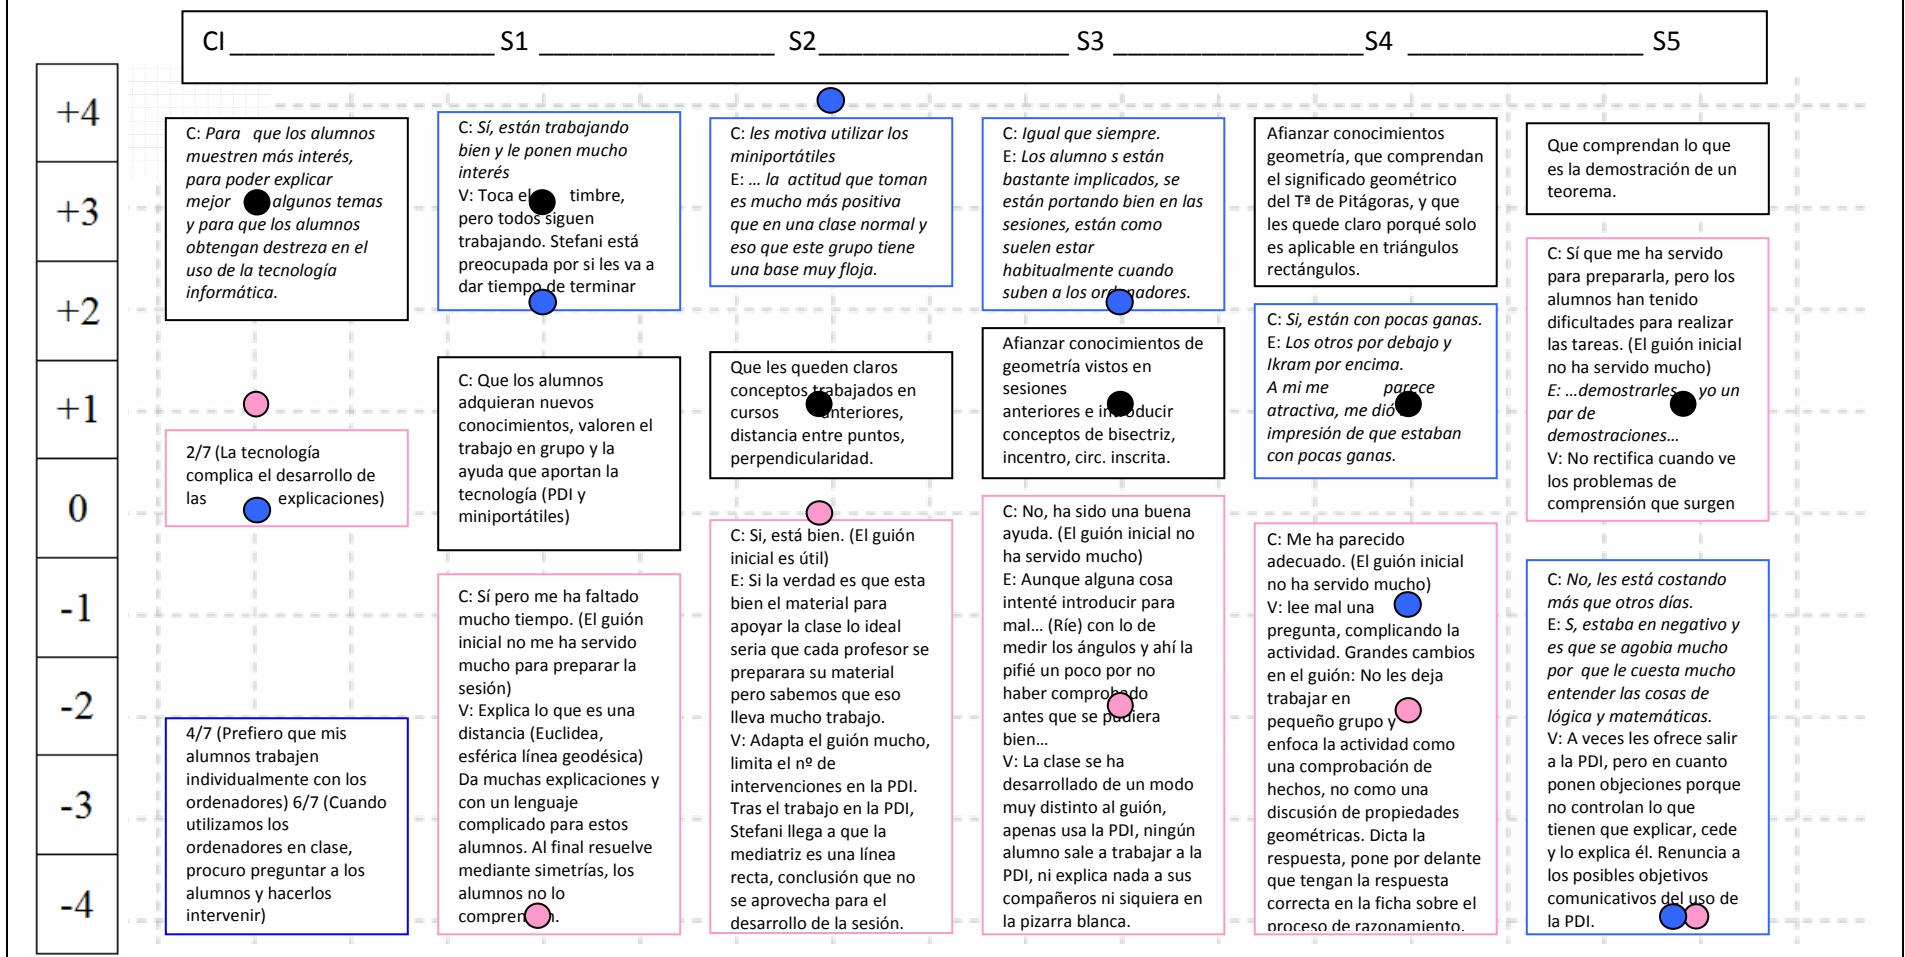 CI ___________________ S1 _________________ S2__________________ S3 __________________S4 _________________ S5
+4
+3
+2
+1
0
-1
-2
-3
-4
C: Para que los alumnos
muestren más interés,
para poder explicar
mejor algunos temas
y para que los alumnos
obtengan destreza en el
uso de la tecnología
informática.
2/7 (La tecnología
complica el desarrollo de
las explicaciones)
4/7 (Prefiero que mis
alumnos trabajen
individualmente con los
ordenadores) 6/7 (Cuando
utilizamos los
ordenadores en clase,
procuro preguntar a los
alumnos y hacerlos
intervenir)
C: Sí, están trabajando
bien y le ponen mucho
interés
V: Toca el timbre,
pero todos siguen
trabajando. Stefani está
preocupada por si les va a
dar tiempo de terminar
C: Que los alumnos
adquieran nuevos
conocimientos, valoren el
trabajo en grupo y la
ayuda que aportan la
tecnología (PDI y
miniportátiles)
C: Sí pero me ha faltado
mucho tiempo. (El guión
inicial no me ha servido
mucho para preparar la
sesión)
V: Explica lo que es una
distancia (Euclidea,
esférica línea geodésica)
Da muchas explicaciones y
con un lenguaje
complicado para estos
alumnos. Al final resuelve
mediante simetrías, los
alumnos no lo
comprenden.
C: les motiva utilizar los
miniportátiles
E: … la actitud que toman
es mucho más positiva
que en una clase normal y
eso que este grupo tiene
una base muy floja.
Que les queden claros
conceptos trabajados en
cursos anteriores,
distancia entre puntos,
perpendicularidad.
C: Si, está bien. (El guión
inicial es útil)
E: Si la verdad es que esta
bien el material para
apoyar la clase lo ideal
seria que cada profesor se
preparara su material
pero sabemos que eso
lleva mucho trabajo.
V: Adapta el guión mucho,
limita el nº de
intervenciones en la PDI.
Tras el trabajo en la PDI,
Stefani llega a que la
mediatriz es una línea
recta, conclusión que no
se aprovecha para el
desarrollo de la sesión.
C: Igual que siempre.
E: Los alumno s están
bastante implicados, se
están portando bien en las
sesiones, están como
suelen estar
habitualmente cuando
suben a los ordenadores.
Afianzar conocimientos de
geometría vistos en
sesiones
anteriores e introducir
conceptos de bisectriz,
incentro, circ. inscrita.
C: No, ha sido una buena
ayuda. (El guión inicial no
ha servido mucho)
E: Aunque alguna cosa
intenté introducir para
mal… (Ríe) con lo de
medir los ángulos y ahí la
pifié un poco por no
haber comprobado
antes que se pudiera
bien…
V: La clase se ha
desarrollado de un modo
muy distinto al guión,
apenas usa la PDI, ningún
alumno sale a trabajar a la
PDI, ni explica nada a sus
compañeros ni siquiera en
la pizarra blanca.
Afianzar conocimientos
geometría, que comprendan
el significado geométrico
del Tª de Pitágoras, y que
les quede claro porqué solo
es aplicable en triángulos
rectángulos.
C: Si, están con pocas ganas.
E: Los otros por debajo y
Ikram por encima.
A mi me parece
atractiva, me dió
impresión de que estaban
con pocas ganas.
C: Me ha parecido
adecuado. (El guión inicial
no ha servido mucho)
V: lee mal una
pregunta, complicando la
actividad. Grandes cambios
en el guión: No les deja
trabajar en
pequeño grupo y
enfoca la actividad como
una comprobación de
hechos, no como una
discusión de propiedades
geométricas. Dicta la
respuesta, pone por delante
que tengan la respuesta
correcta en la ficha sobre el
proceso de razonamiento.
Que comprendan lo que
es la demostración de un
teorema.
C: Sí que me ha servido
para prepararla, pero los
alumnos han tenido
dificultades para realizar
las tareas. (El guión inicial
no ha servido mucho)
E: …demostrarles yo un
par de
demostraciones…
V: No rectifica cuando ve
los problemas de
comprensión que surgen
C: No, les está costando
más que otros días.
E: S, estaba en negativo y
es que se agobia mucho
por que le cuesta mucho
entender las cosas de
lógica y matemáticas.
V: A veces les ofrece salir
a la PDI, pero en cuanto
ponen objeciones porque
no controlan lo que
tienen que explicar, cede
y lo explica él. Renuncia a
los posibles objetivos
comunicativos del uso de
la PDI.